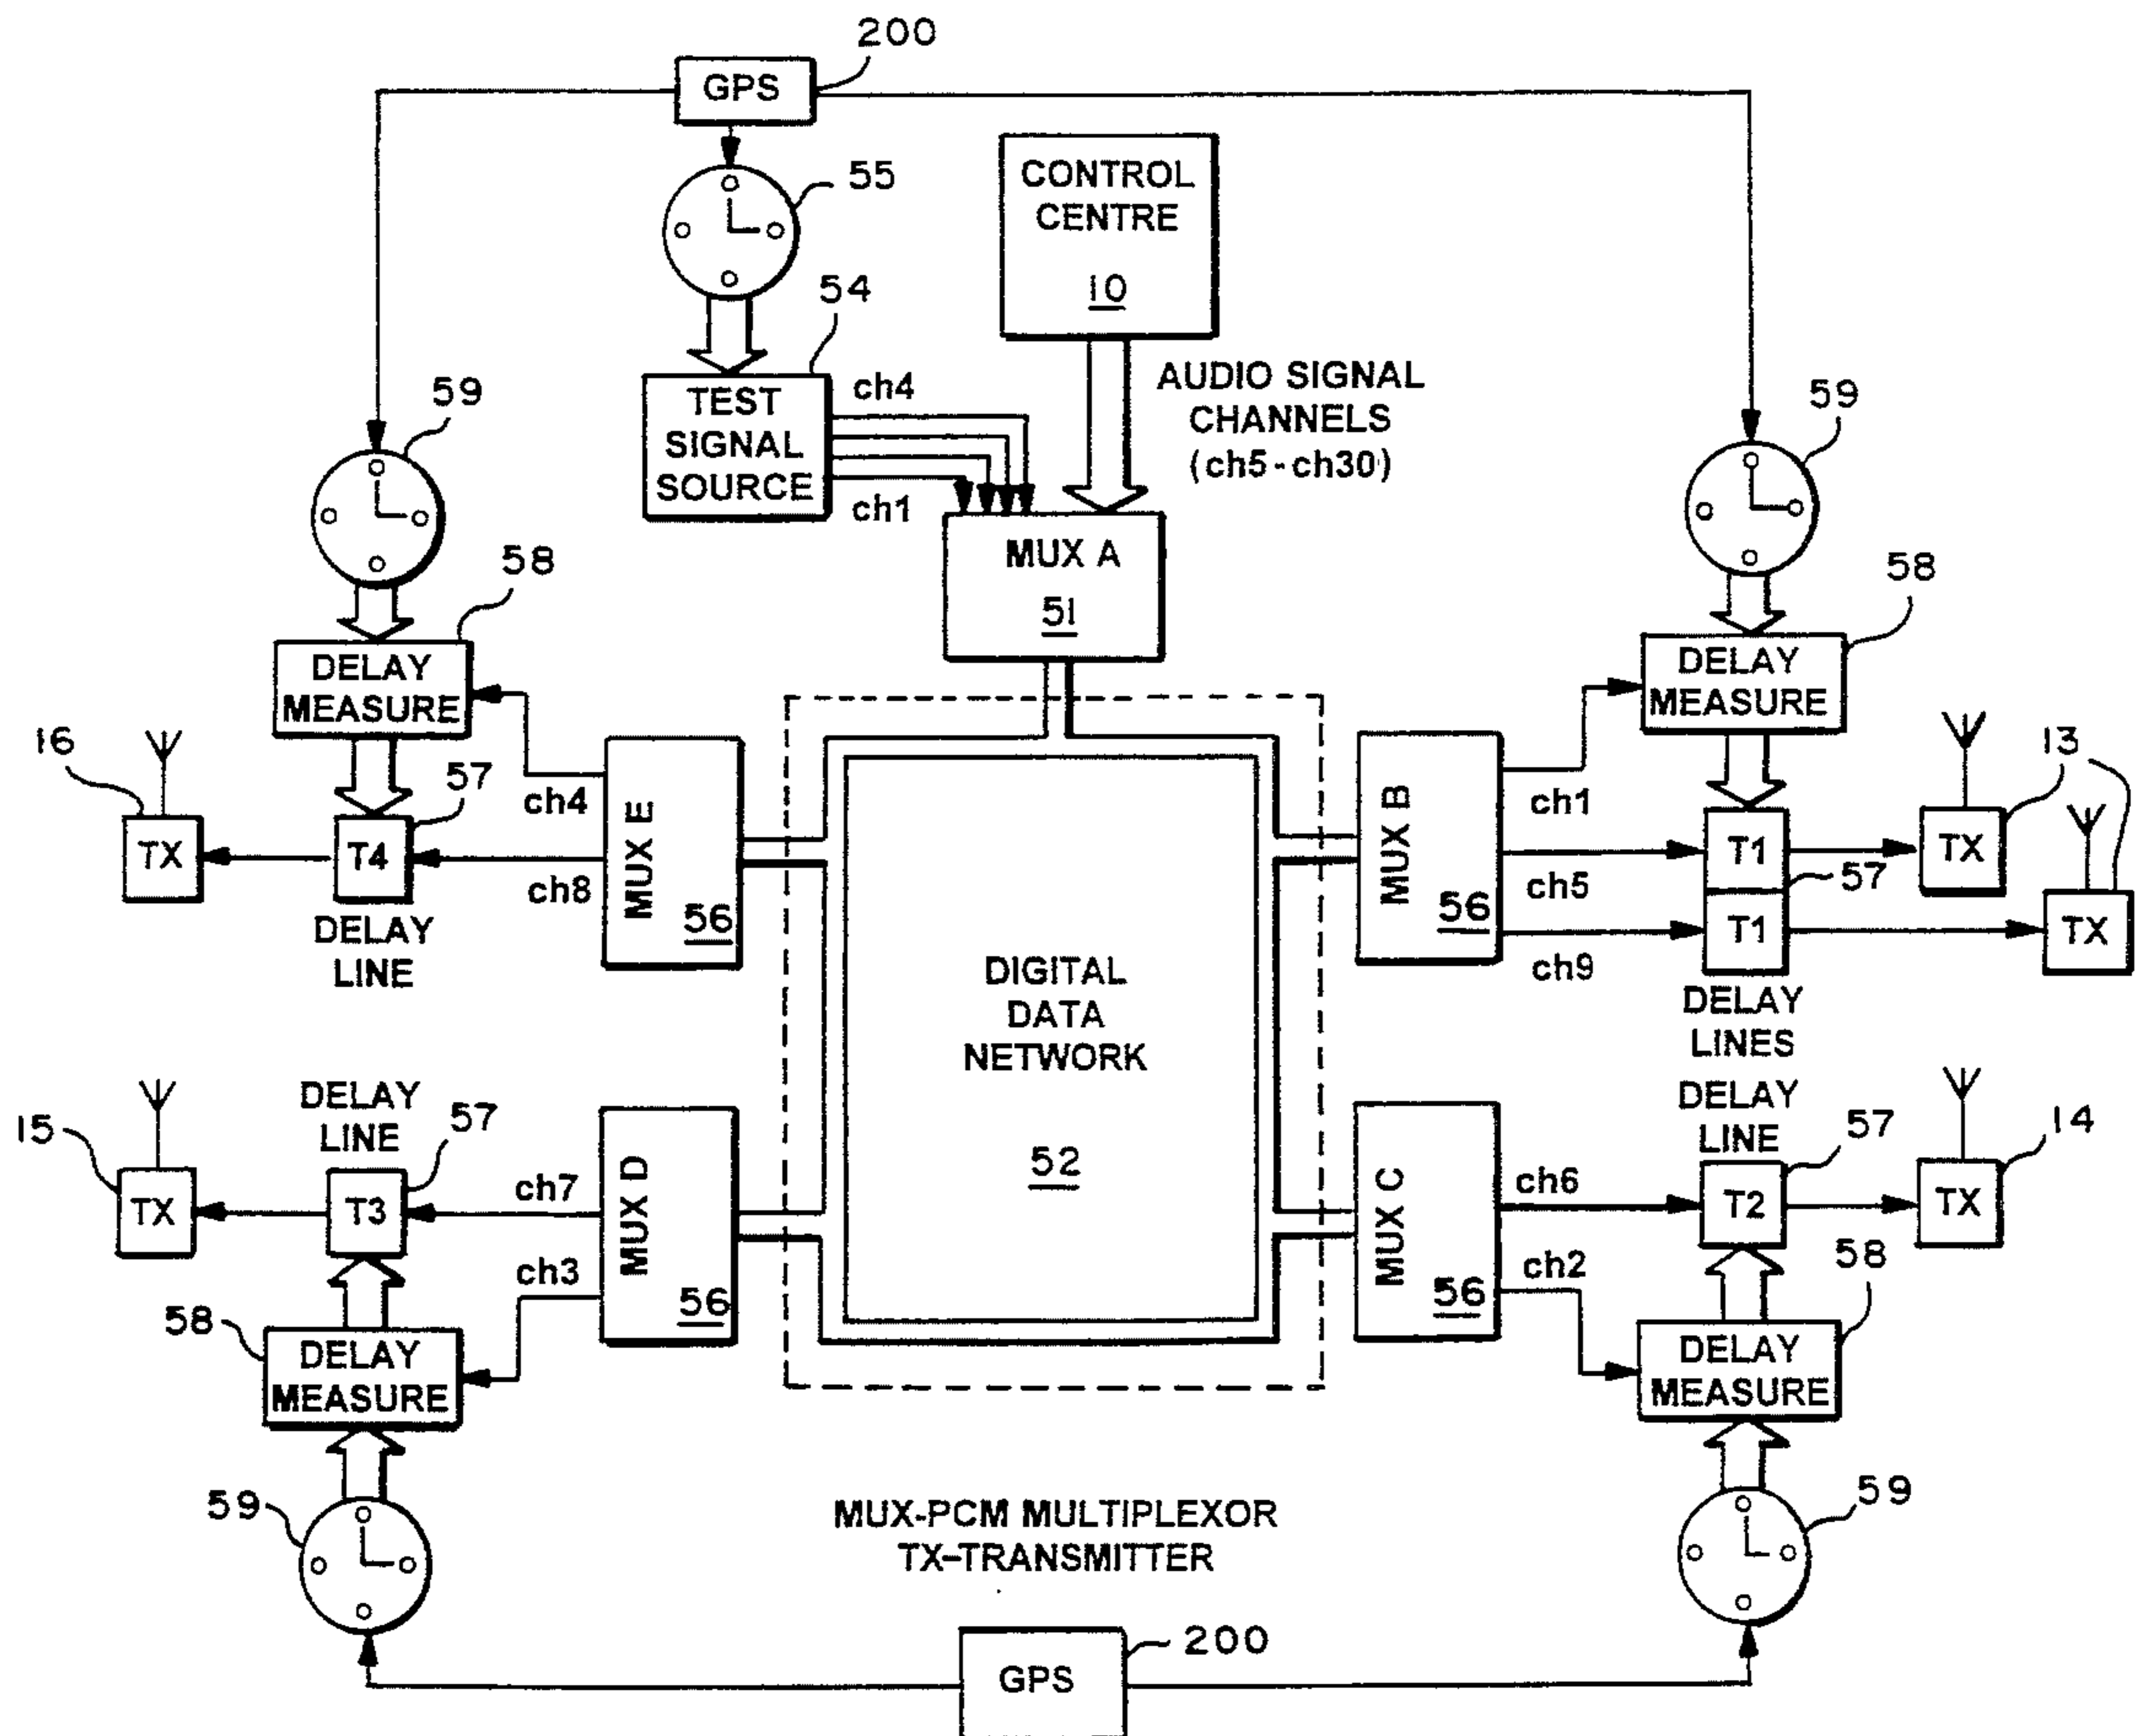 200
GPS
55
CONTROL
CENTRE
10
54
TEST
SIGNAL
SOURCE
ch4
ch1
AUDIO SIGNAL
CHANNELS
(ch5-ch30)
59
59
MUX A
51
58
DELAY
MEASURE
58
DELAY
MEASURE
16
TX
57
T4
DELAY
LINE
ch4
ch8
MUX E
56
DIGITAL
DATA
NETWORK
52
MUX B
56
ch1
ch5
ch9
T1
57
T1
DELAY
LINES
13
TX
TX
15
TX
DELAY
LINE
57
T3
ch7
ch3
MUX D
56
58
DELAY
MEASURE
59
MUX C
56
ch6
ch2
DELAY
LINE
57
T2
14
TX
58
DELAY
MEASURE
59
MUX-PCM MULTIPLEXOR
TX-TRANSMITTER
GPS
200